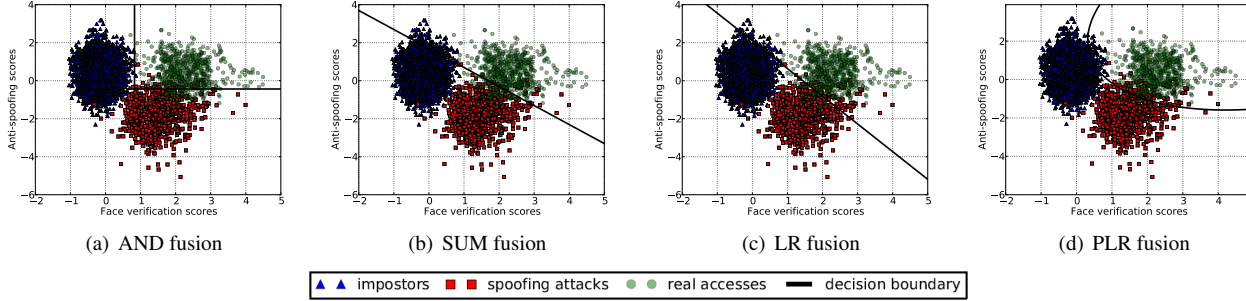 Anti-spoofing scores
4
2
0
−2
−4
−6
−2 −1 0 1 2 3 4 5
Face verification scores
(a) AND fusion
Anti-spoofing scores
4
2
0
−2
−4
−6
−2 −1 0 1 2 3 4 5
Face verification scores
(b) SUM fusion
Anti-spoofing scores
4
2
0
−2
−4
−6
−2 −1 0 1 2 3 4 5
Face verification scores
(c) LR fusion
Anti-spoofing scores
4
2
0
−2
−4
−6
−2 −1 0 1 2 3 4
Face verification scores
(d) PLR fusion
impostors spoofing attacks real accesses decision boundary